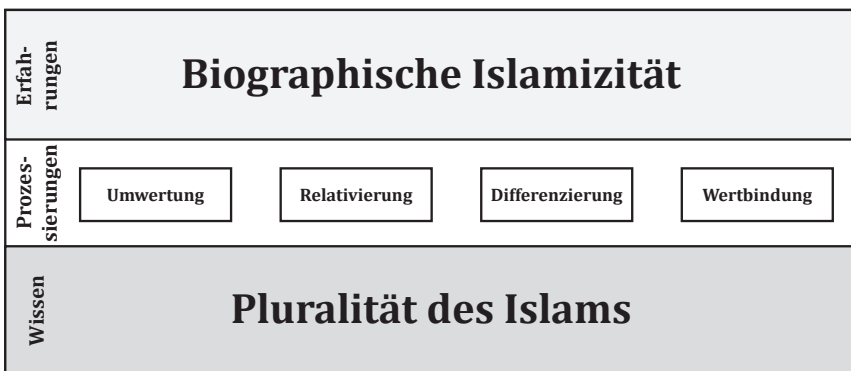 Erfah-
rungen
Biographische Islamizität
Prozes-
sierungen
Umwertung
Relativierung
Differenzierung
Wertbindung
Wissen
Pluralität des Islams